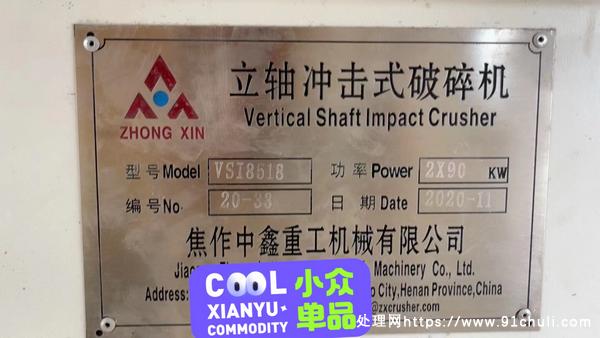 立轴冲击式破碎机
Vertical Shaft Impact Crusher
ZHONG XIN
型号Model VSI8518 功率Power 2X90 KW
编号No 20-33 日期Date 2020-11
焦作中鑫重工机械有限公司
Machinery Co., Ltd.
Address: City, Henan Province, China
@zxcrusher.com
COOL 小众
XIANYU× 单品
COMMODITY
处理网https://www.91chuli.com/